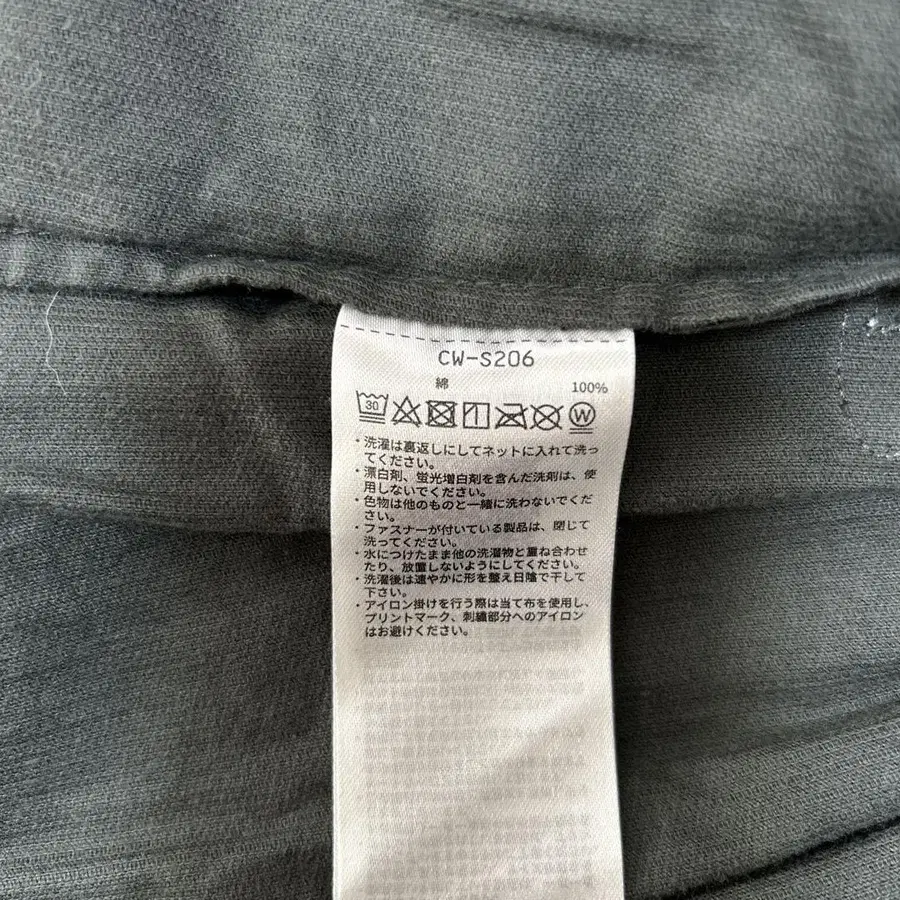 CW-S206
綿 100%
30 W
・洗濯は裏返しにしてネットに入れて洗っ
てください。
・漂白剤、蛍光増白剤を含んだ洗剤は、使
用しないでください。
・色物は他のものと一緒に洗わないでくだ
さい。
・ファスナーが付いている製品は、閉じて
洗ってください。
・水につけたまま他の洗濯物と重ね合わせ
たり、放置しないようにしてください。
・洗濯後は速やかに形を整え日陰で干して
下さい。
・アイロン掛けを行う際は当て布を使用し、
プリントマーク、刺繍部分へのアイロン
はお避けください。